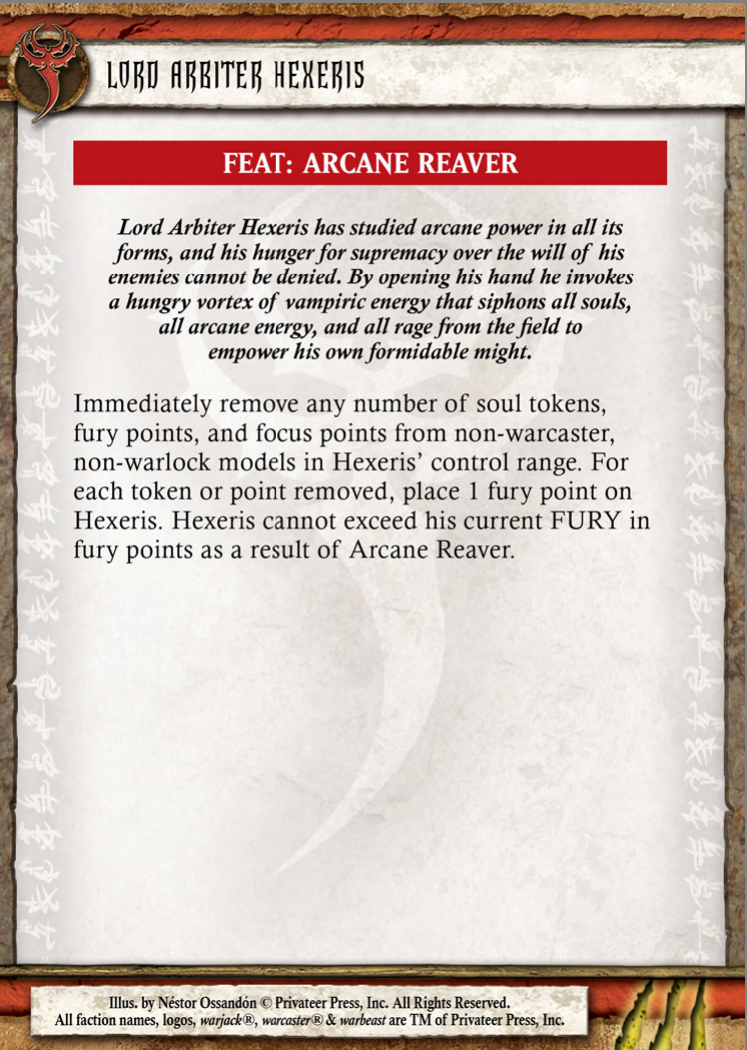 LORD ARBITER HEXERIS
FEAT: ARCANE REAVER
Lord Arbiter Hexeris has studied arcane power in all its
forms, and his hunger for supremacy over the will of his
enemies cannot be denied. By opening his hand he invokes
a hungry vortex of vampiric energy that siphons all souls,
all arcane energy, and all rage from the field to
empower his own formidable might.
Immediately remove any number of soul tokens,
fury points, and focus points from non-warcaster,
non-warlock models in Hexeris’ control range. For
each token or point removed, place 1 fury point on
Hexeris. Hexeris cannot exceed his current FURY in
fury points as a result of Arcane Reaver.
Illus. by Néstor Ossandón © Privateer Press, Inc. All Rights Reserved.
All faction names, logos, warjack®, warcaster® & warbeast are TM of Privateer Press, Inc.